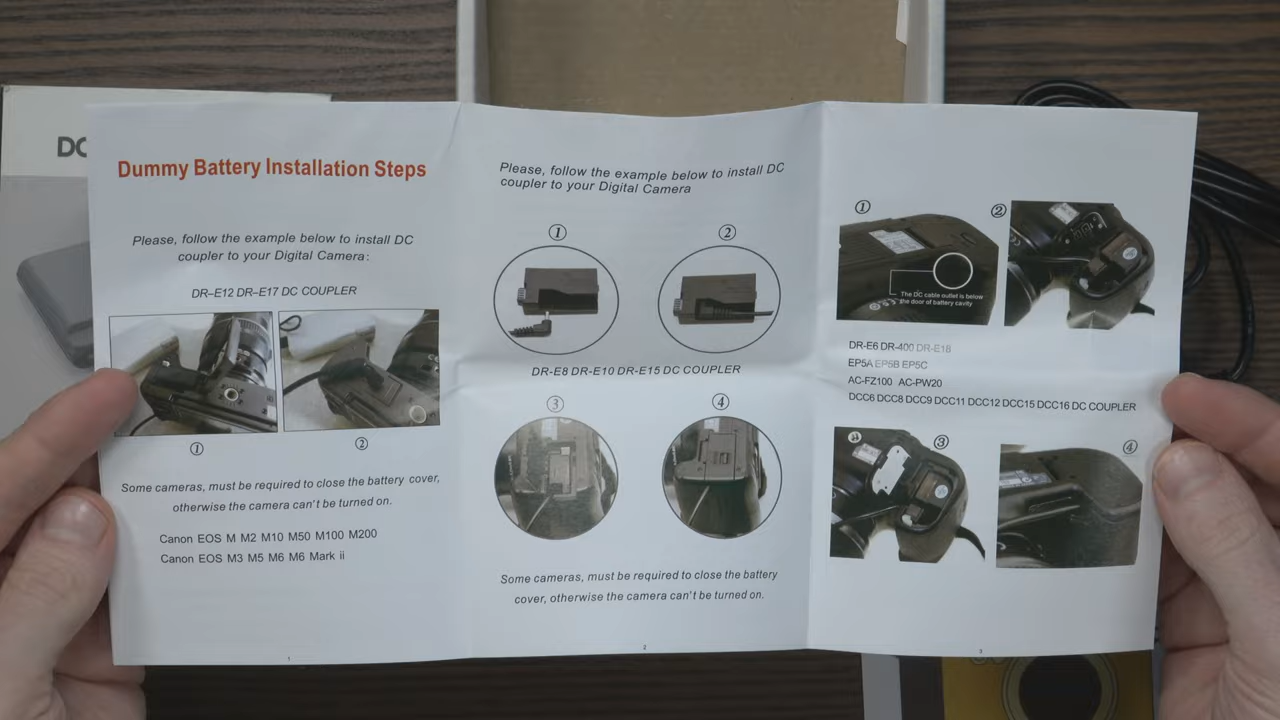 DC
Dummy Battery Installation Steps
Please, follow the example below to install DC
coupler to your Digital Camera:
DR-E12 DR-E17 DC COUPLER
① ②
Some cameras, must be required to close the battery cover,
otherwise the camera can't be turned on.
Canon EOS M M2 M10 M50 M100 M200
Canon EOS M3 M5 M6 M6 Mark ii
1
Please, follow the example below to install DC
coupler to your Digital Camera
① ②
DR-E8 DR-E10 DR-E15 DC COUPLER
③ ④
Some cameras, must be required to close the battery
cover, otherwise the camera can't be turned on.
2
① ②
The DC cable outlet is below
the door of battery cavity
DR-E6 DR-400 DR-E18
EP5A EP5B EP5C
AC-FZ100 AC-PW20
DCC6 DCC8 DCC9 DCC11 DCC12 DCC15 DCC16 DC COUPLER
③ ④
3